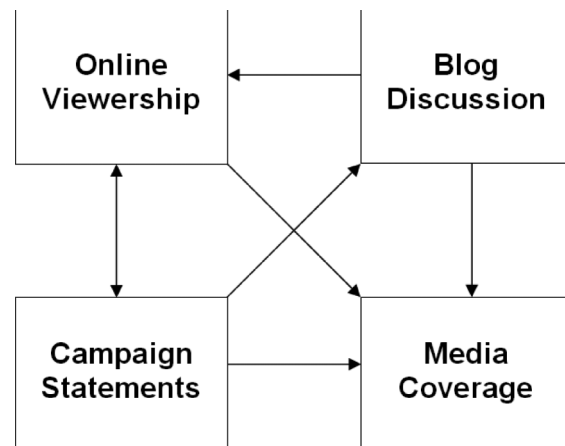 Online
Viewership
Blog
Discussion
Campaign
Statements
Media
Coverage